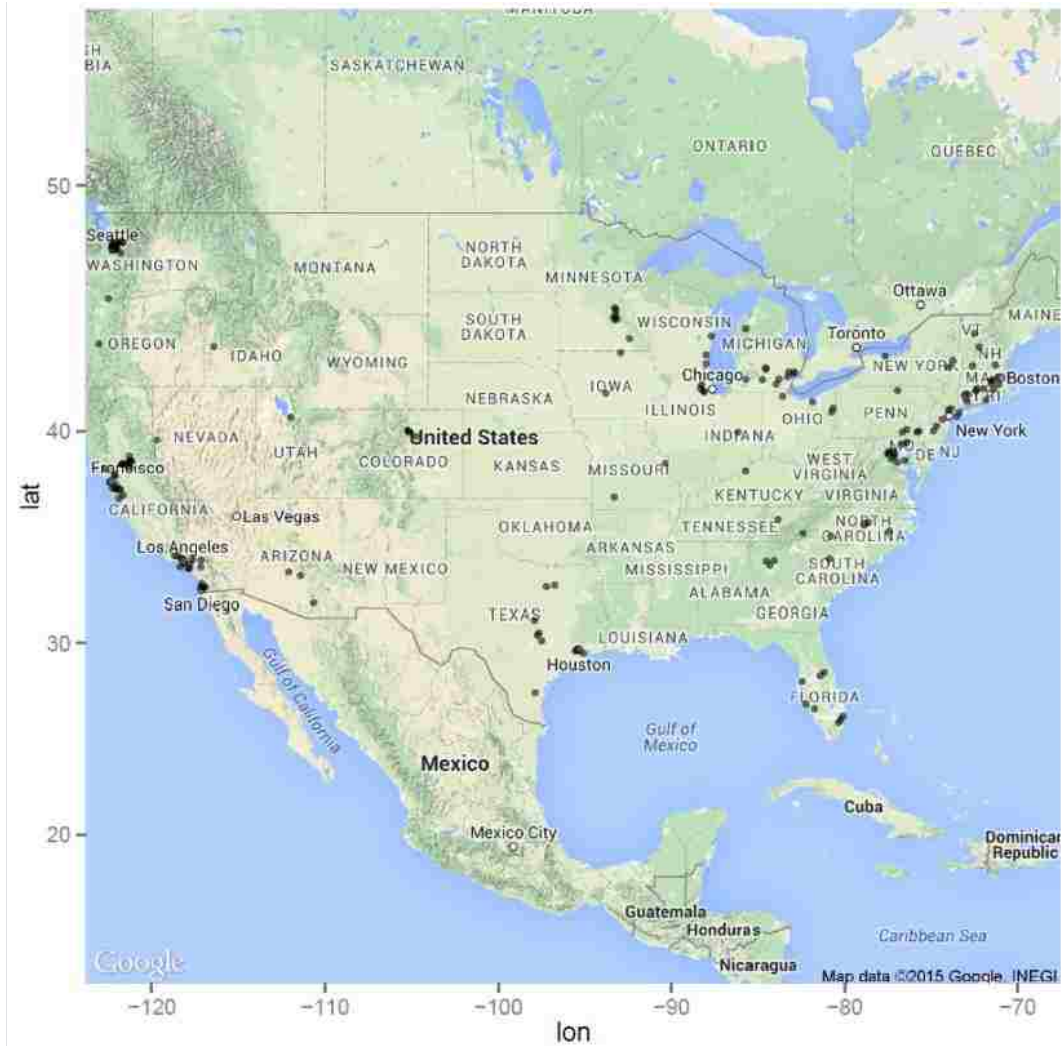 MANITOBA
SASKATCHEWAN
ONTARIO
QUEBEC
50
Seattle
WASHINGTON
MONTANA
NORTH
DAKOTA
MINNESOTA
Ottawa
MAINE
OREGON
IDAHO
SOUTH
DAKOTA
WISCONSIN
MICHIGAN
Toronto
VT
NH
WYOMING
NEW YORK
MA
Boston
IOWA
Chicago
NEBRASKA
ILLINOIS
OHIO
PENN
40
NEVADA
UTAH
United States
COLORADO
INDIANA
New York
KANSAS
MISSOURI
WEST
VIRGINIA
DE
NJ
Francisco
CALIFORNIA
Las Vegas
KENTUCKY
VIRGINIA
lat
Los Angeles
ARIZONA
NEW MEXICO
OKLAHOMA
ARKANSAS
TENNESSEE
NORTH
CAROLINA
MISSISSIPPI
SOUTH
CAROLINA
San Diego
TEXAS
ALABAMA
GEORGIA
30
LOUISIANA
Houston
Gulf of California
FLORIDA
Gulf of
Mexico
Mexico
Cuba
20
Mexico City
Dominican
Republic
Guatemala
Honduras
Nicaragua
Caribbean Sea
Google
Map data ©2015 Google, INEGI
−120
−110
−100
−90
−80
−70
lon